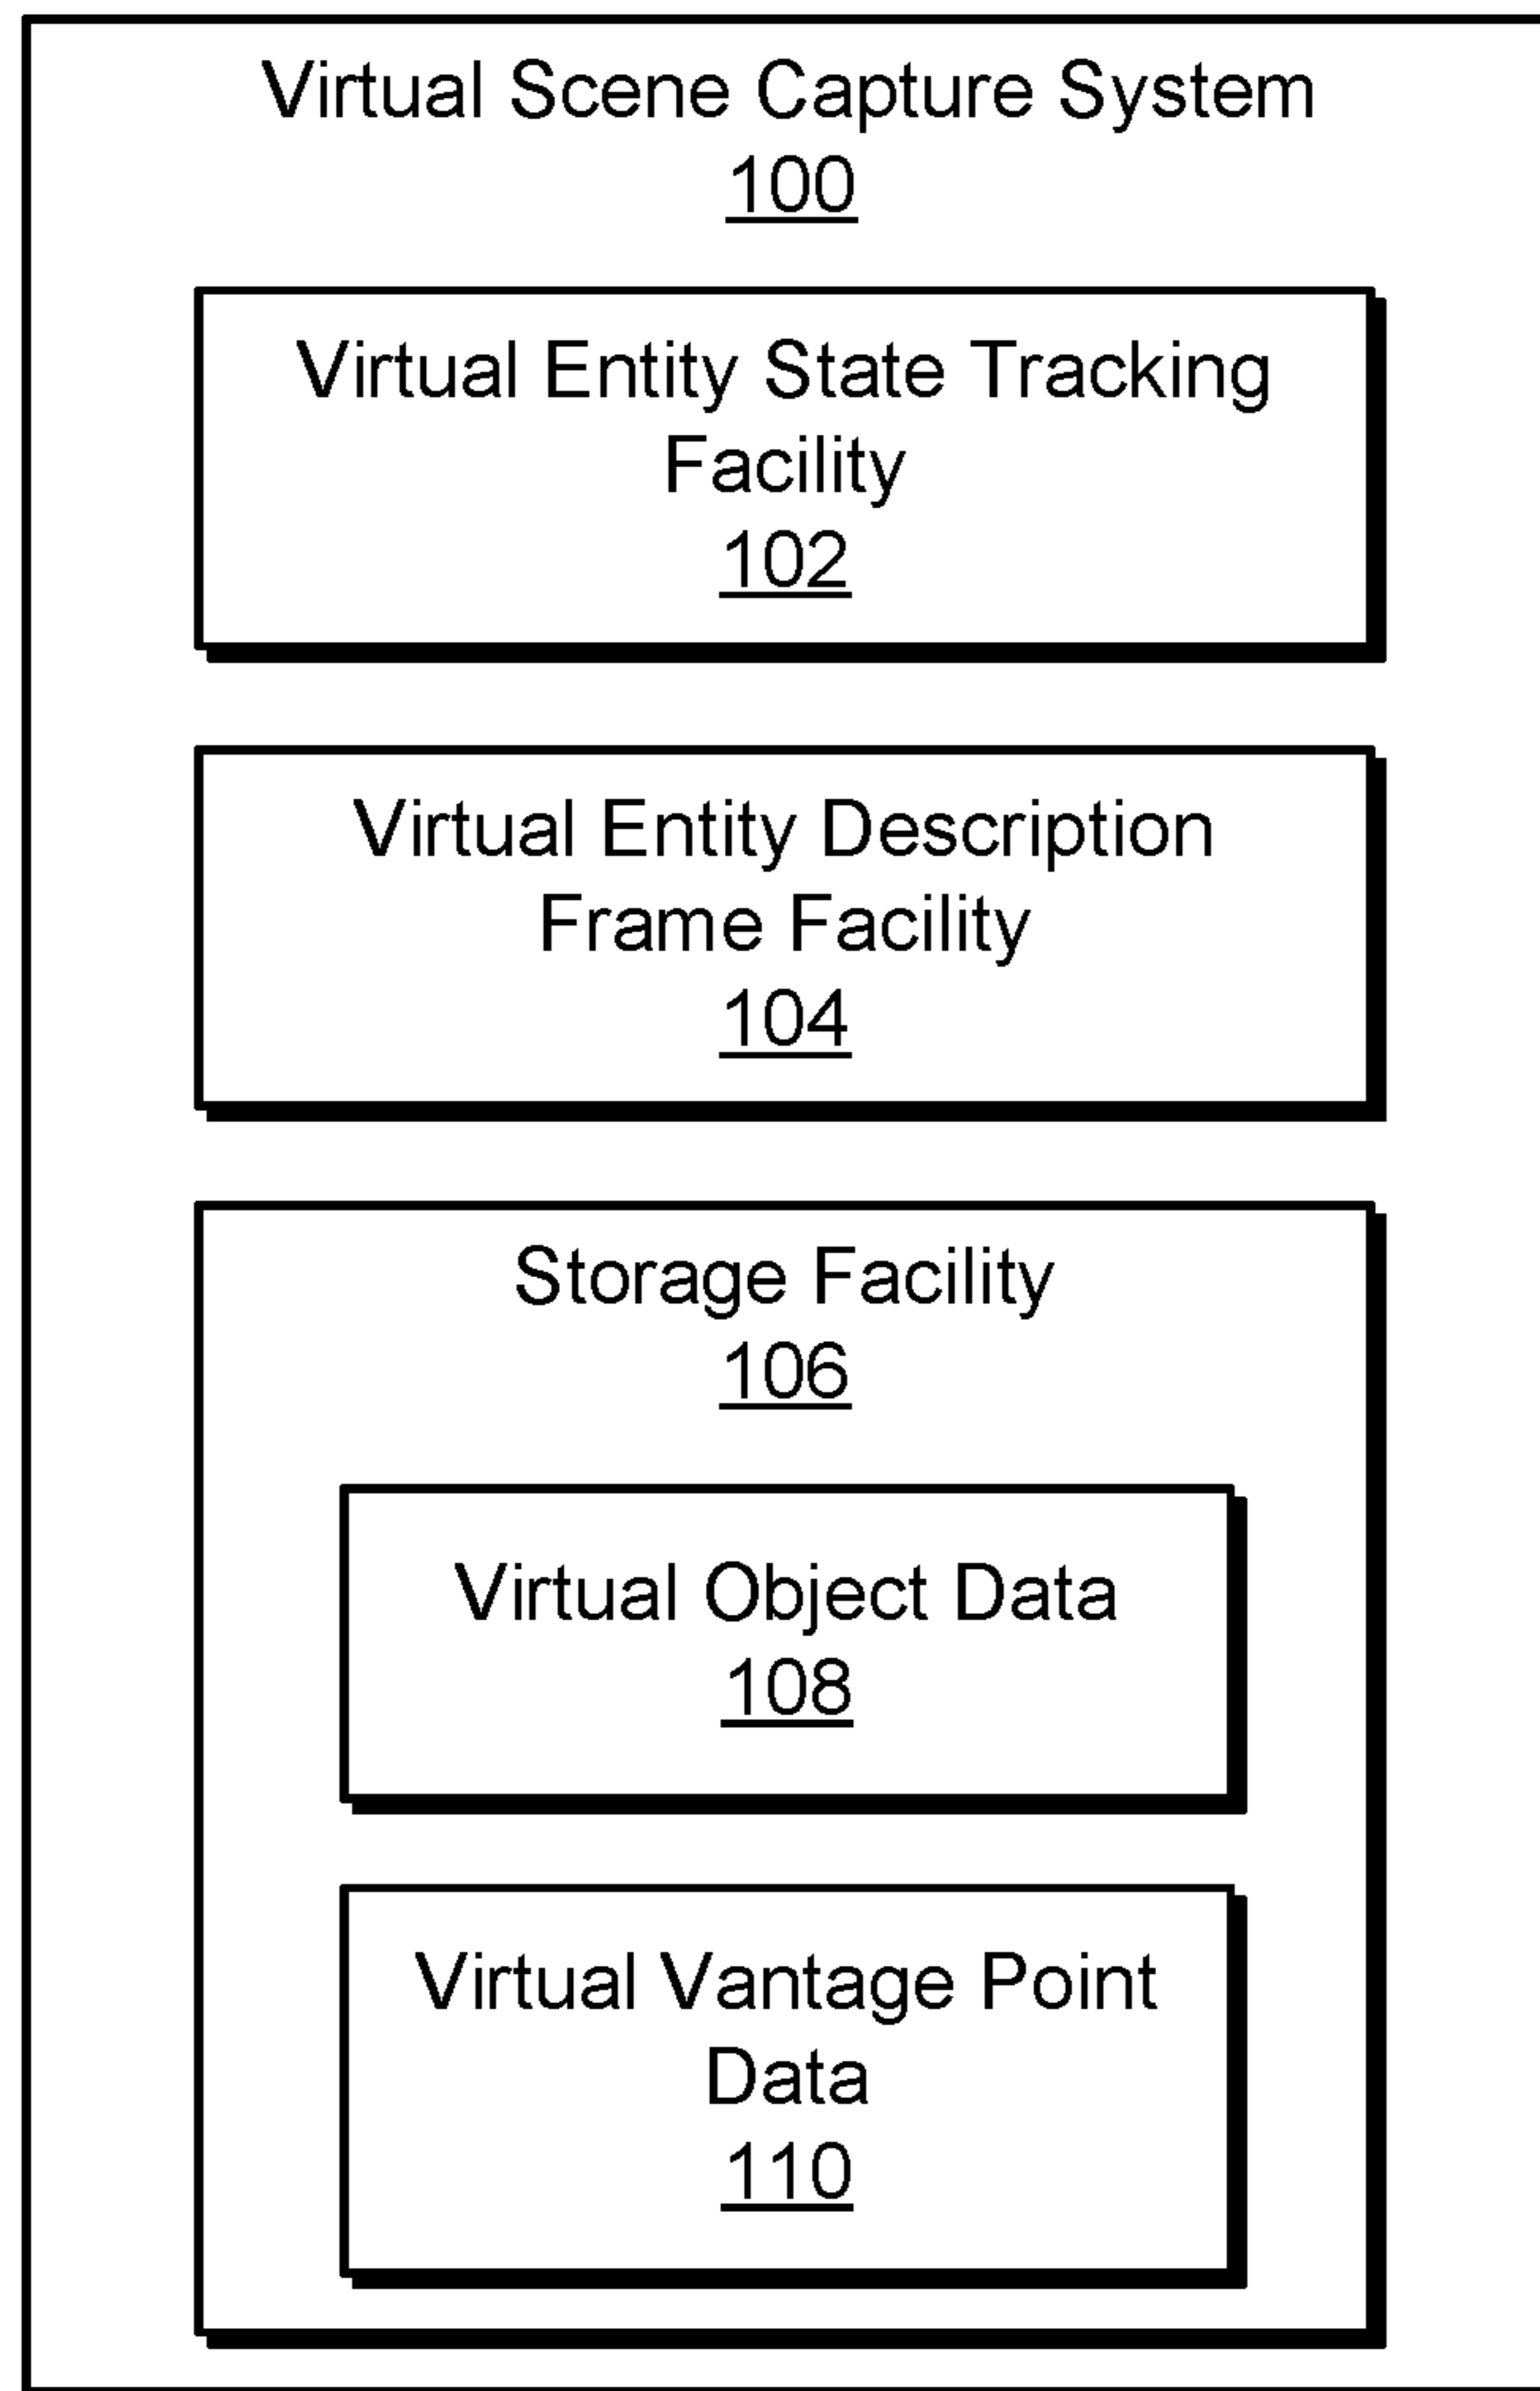 Virtual Scene Capture System
100
Virtual Entity State Tracking
Facility
102
Virtual Entity Description
Frame Facility
104
Storage Facility
106
Virtual Object Data
108
Virtual Vantage Point
Data
110